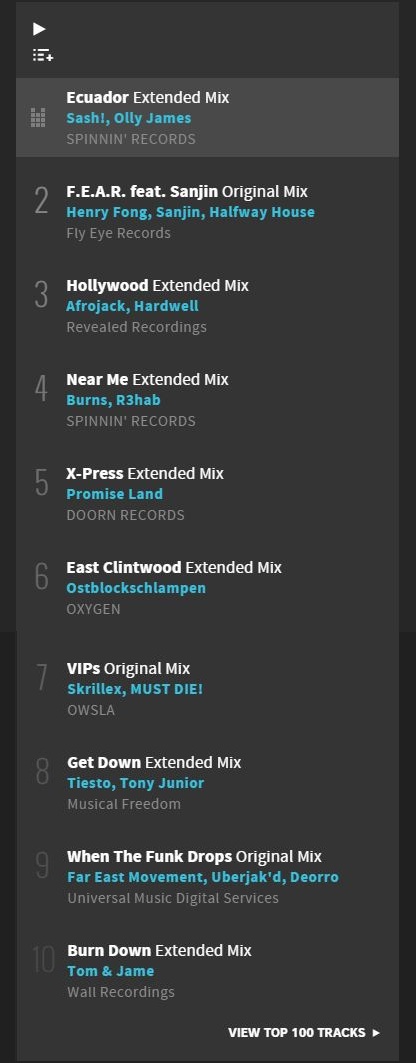 Ecuador Extended Mix
Sash!, Olly James
SPINNIN' RECORDS
2
F.E.A.R. feat. Sanjin Original Mix
Henry Fong, Sanjin, Halfway House
Fly Eye Records
3
Hollywood Extended Mix
Afrojack, Hardwell
Revealed Recordings
4
Near Me Extended Mix
Burns, R3hab
SPINNIN' RECORDS
5
X-Press Extended Mix
Promise Land
DOORN RECORDS
6
East Clintwood Extended Mix
Ostblockschlampen
OXYGEN
7
VIPs Original Mix
Skrillex, MUST DIE!
OWSLA
8
Get Down Extended Mix
Tiesto, Tony Junior
Musical Freedom
9
When The Funk Drops Original Mix
Far East Movement, Uberjak'd, Deorro
Universal Music Digital Services
10
Burn Down Extended Mix
Tom & Jame
Wall Recordings
VIEW TOP 100 TRACKS